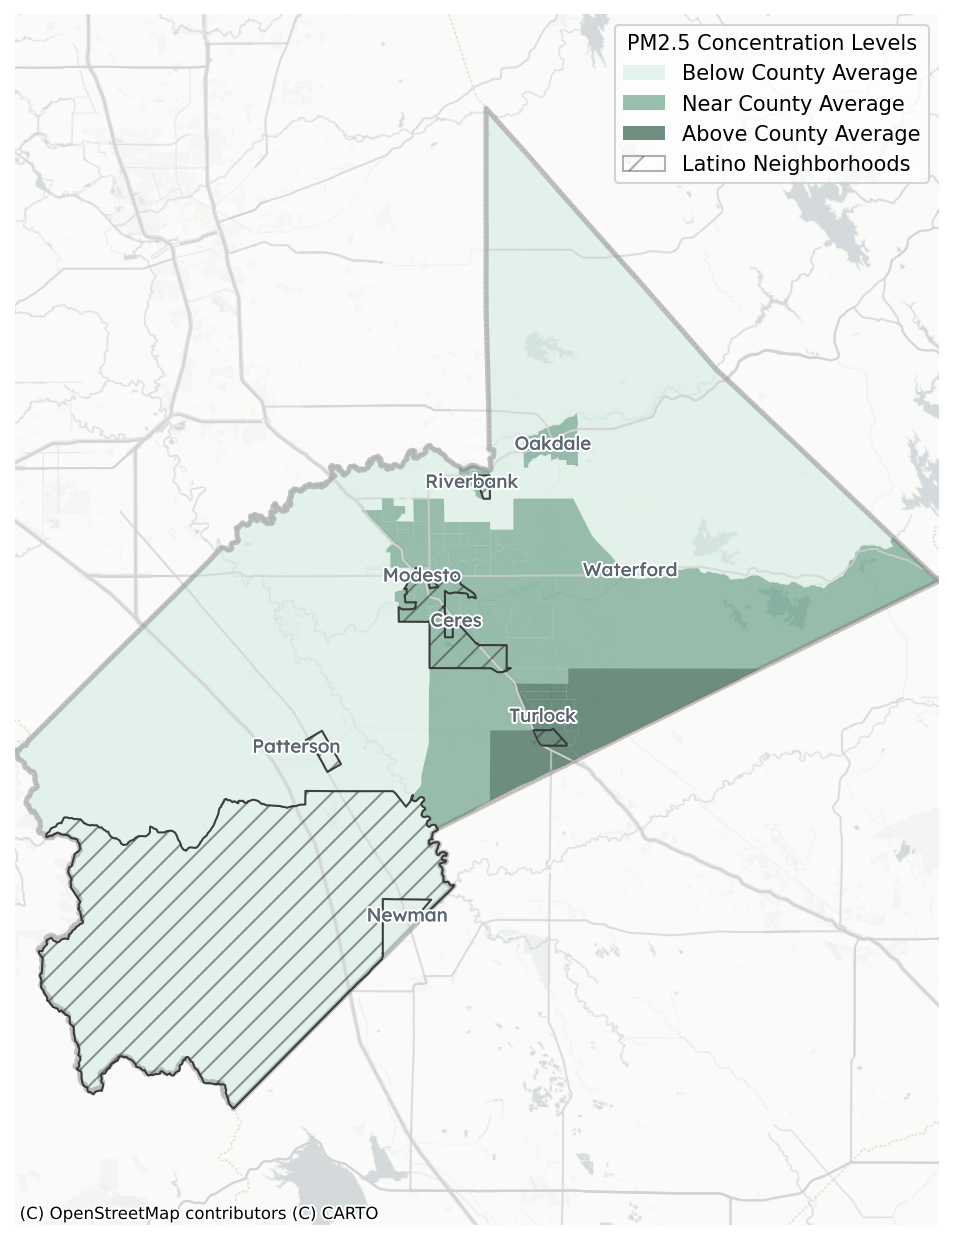 PM2.5 Concentration Levels
Below County Average
Near County Average
Above County Average
Latino Neighborhoods
Oakdale
Riverbank
Waterford
Modesto
Ceres
Turlock
Patterson
Newman
(C) OpenStreetMap contributors (C) CARTO